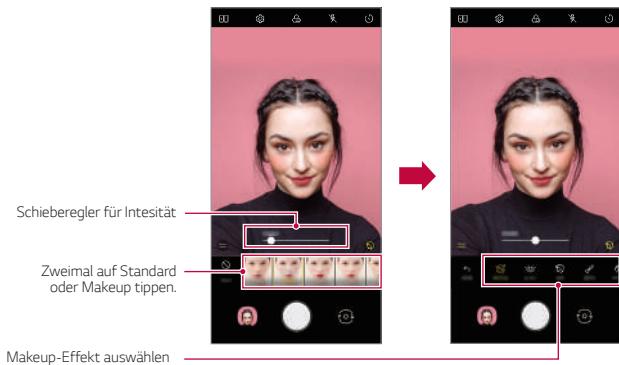 Schieberegler für Intesität
Zweimal auf Standard
oder Makeup tippen.
Makeup-Effekt auswählen